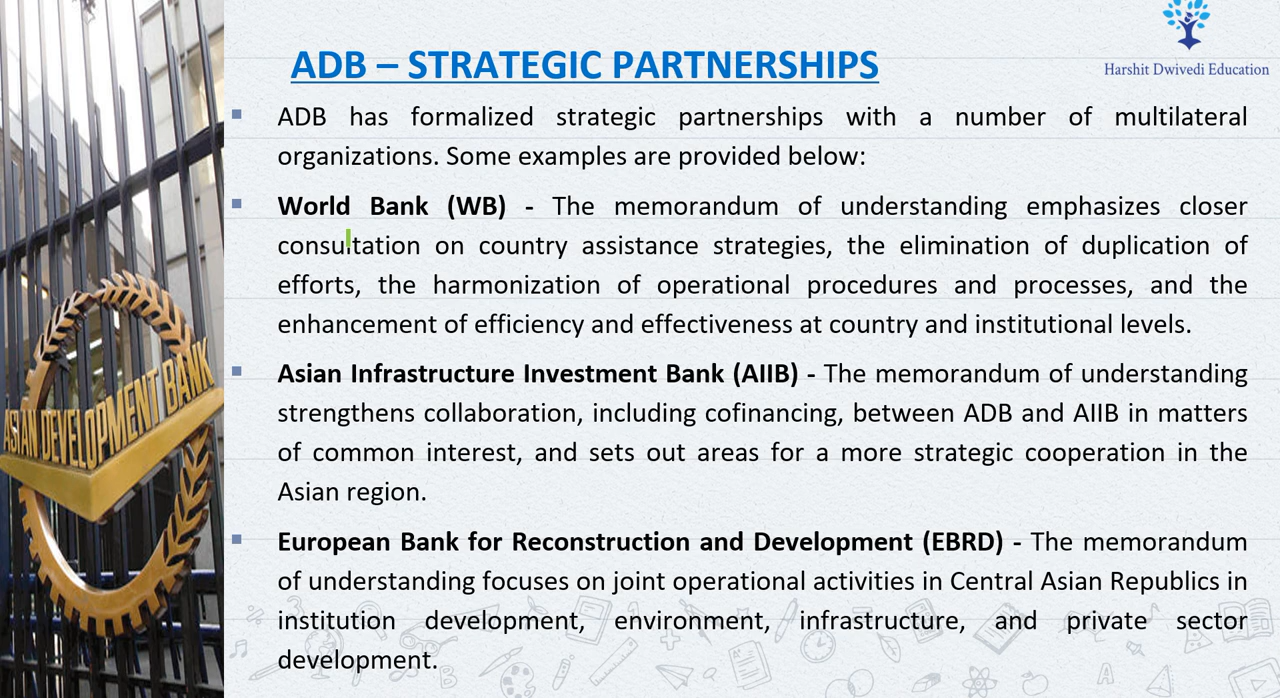 ADB – STRATEGIC PARTNERSHIPS
Harshit Dwivedi Education
ADB has formalized strategic partnerships with a number of multilateral
organizations. Some examples are provided below:
World Bank (WB) - The memorandum of understanding emphasizes closer
consultation on country assistance strategies, the elimination of duplication of
efforts, the harmonization of operational procedures and processes, and the
enhancement of efficiency and effectiveness at country and institutional levels.
Asian Infrastructure Investment Bank (AIIB) - The memorandum of understanding
strengthens collaboration, including cofinancing, between ADB and AIIB in matters
of common interest, and sets out areas for a more strategic cooperation in the
Asian region.
European Bank for Reconstruction and Development (EBRD) - The memorandum
of understanding focuses on joint operational activities in Central Asian Republics in
institution development, environment, infrastructure, and private sector
development.
ASIAN DEVELOPMENT BANK